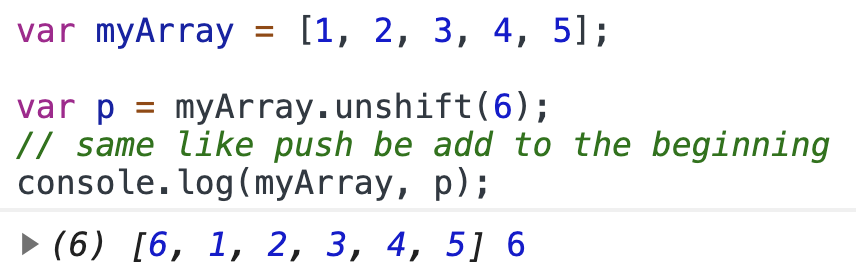 var myArray = [1, 2, 3, 4, 5];
var p = myArray.unshift(6);
// same like push be add to the beginning
console.log(myArray, p);
(6) [6, 1, 2, 3, 4, 5] 6